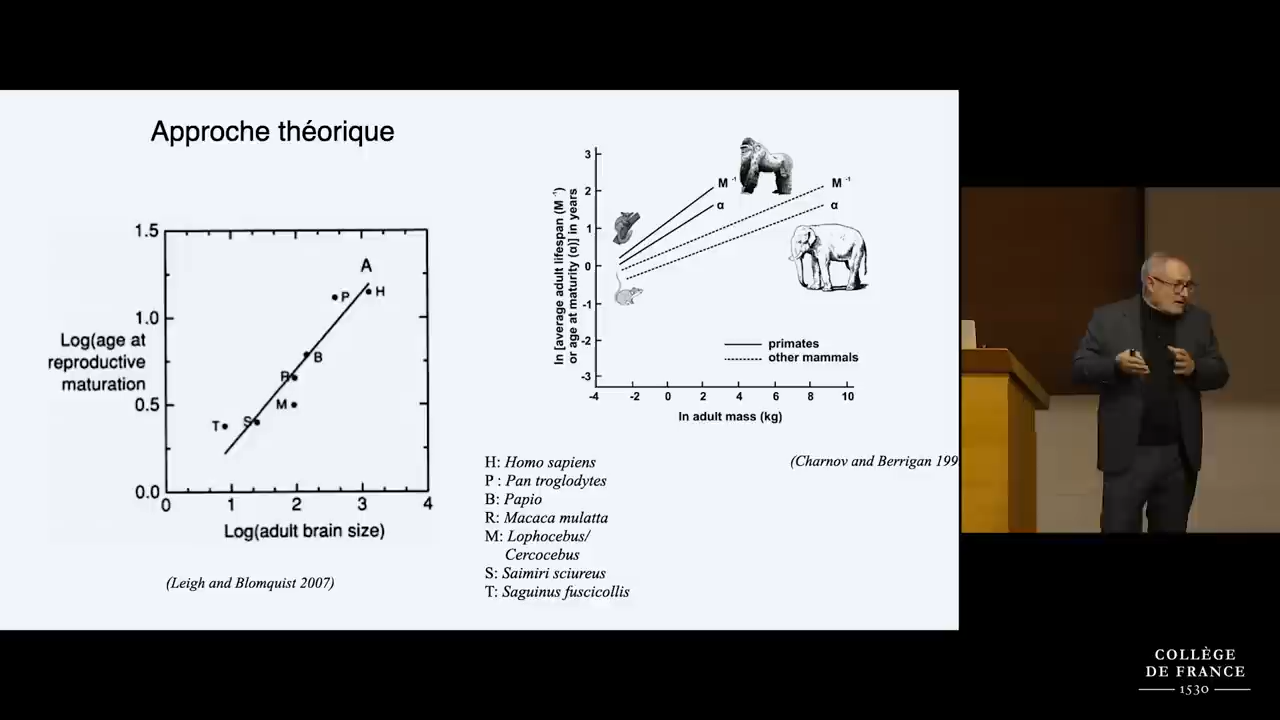 Approche théorique
1.5
1.0
0.5
0.0
0
1
2
3
4
Log(age at
reproductive
maturation
Log(adult brain size)
A
P
H
B
R
M
S
T
(Leigh and Blomquist 2007)
ln [average adult lifespan (M⁻¹)
or age at maturity (α)] in years
3
2
1
0
-1
-2
-3
-4
-2
0
2
4
6
8
10
ln adult mass (kg)
M⁻¹
α
M⁻¹
α
primates
other mammals
(Charnov and Berrigan 199
H: Homo sapiens
P : Pan troglodytes
B: Papio
R: Macaca mulatta
M: Lophocebus/
Cercocebus
S: Saimiri sciureus
T: Saguinus fuscicollis
COLLÈGE
DE FRANCE
1530